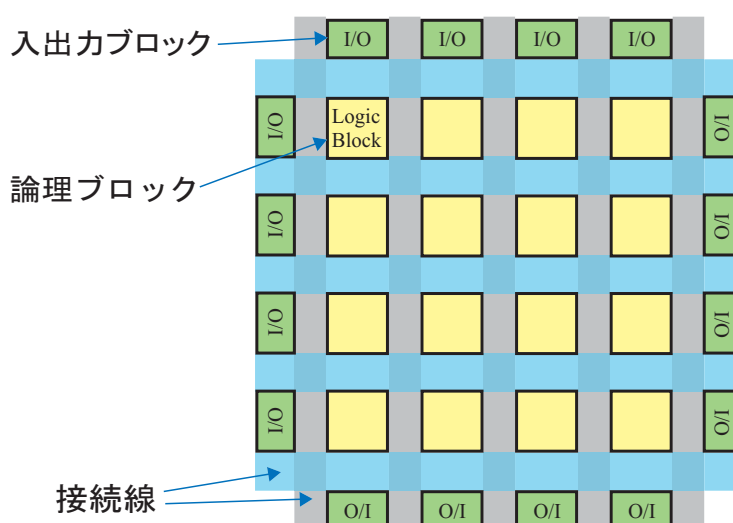 入出力ブロック
I/O I/O I/O I/O
I/O Logic Block I/O
論理ブロック
I/O I/O
I/O I/O
I/O I/O
接続線
O/I O/I O/I O/I